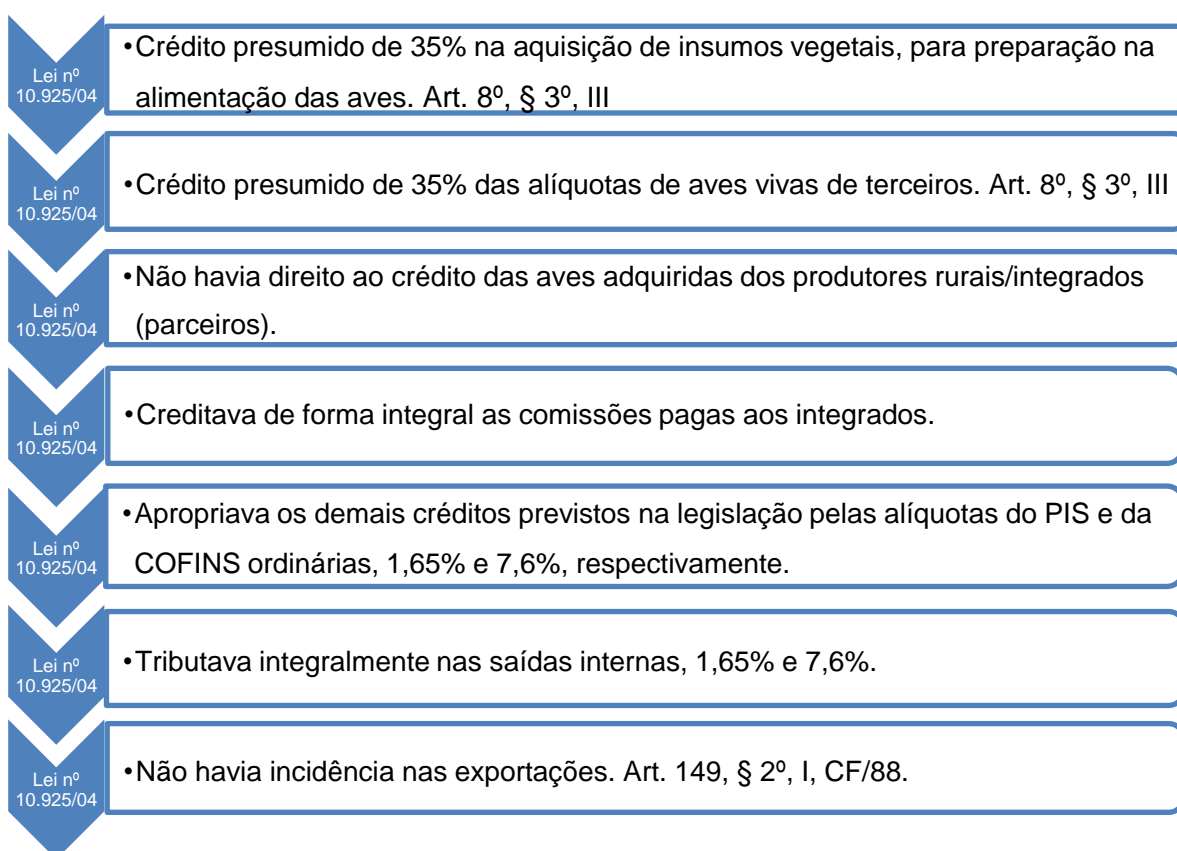 Lei nº
10.925/04
•Crédito presumido de 35% na aquisição de insumos vegetais, para preparação na
alimentação das aves. Art. 8º, § 3º, III
Lei nº
10.925/04
•Crédito presumido de 35% das alíquotas de aves vivas de terceiros. Art. 8º, § 3º, III
Lei nº
10.925/04
•Não havia direito ao crédito das aves adquiridas dos produtores rurais/integrados
(parceiros).
Lei nº
10.925/04
•Creditava de forma integral as comissões pagas aos integrados.
Lei nº
10.925/04
•Apropriava os demais créditos previstos na legislação pelas alíquotas do PIS e da
COFINS ordinárias, 1,65% e 7,6%, respectivamente.
Lei nº
10.925/04
•Tributava integralmente nas saídas internas, 1,65% e 7,6%.
Lei nº
10.925/04
•Não havia incidência nas exportações. Art. 149, § 2º, I, CF/88.